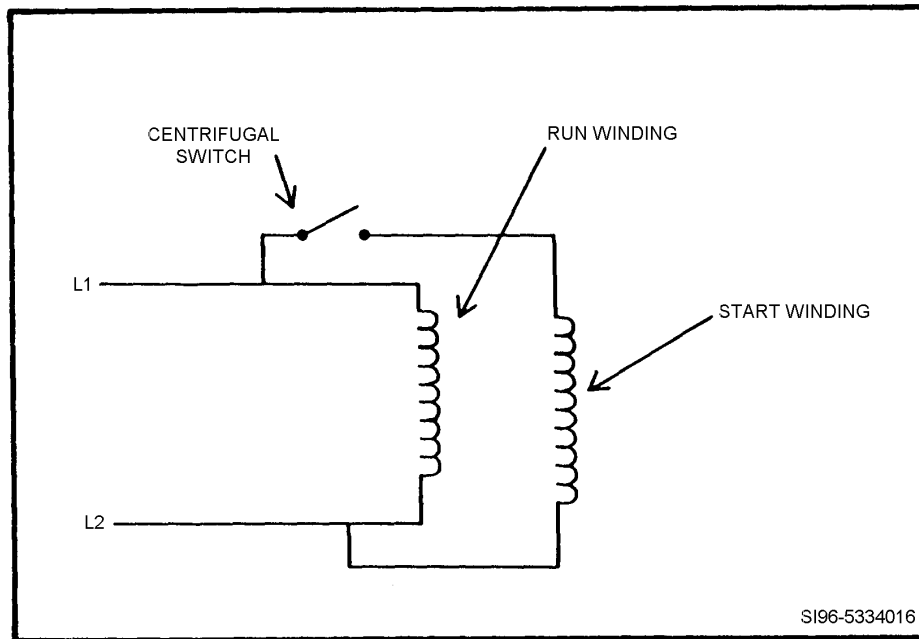 CENTRIFUGAL
SWITCH
RUN WINDING
L1
START WINDING
L2
SI96-5334016